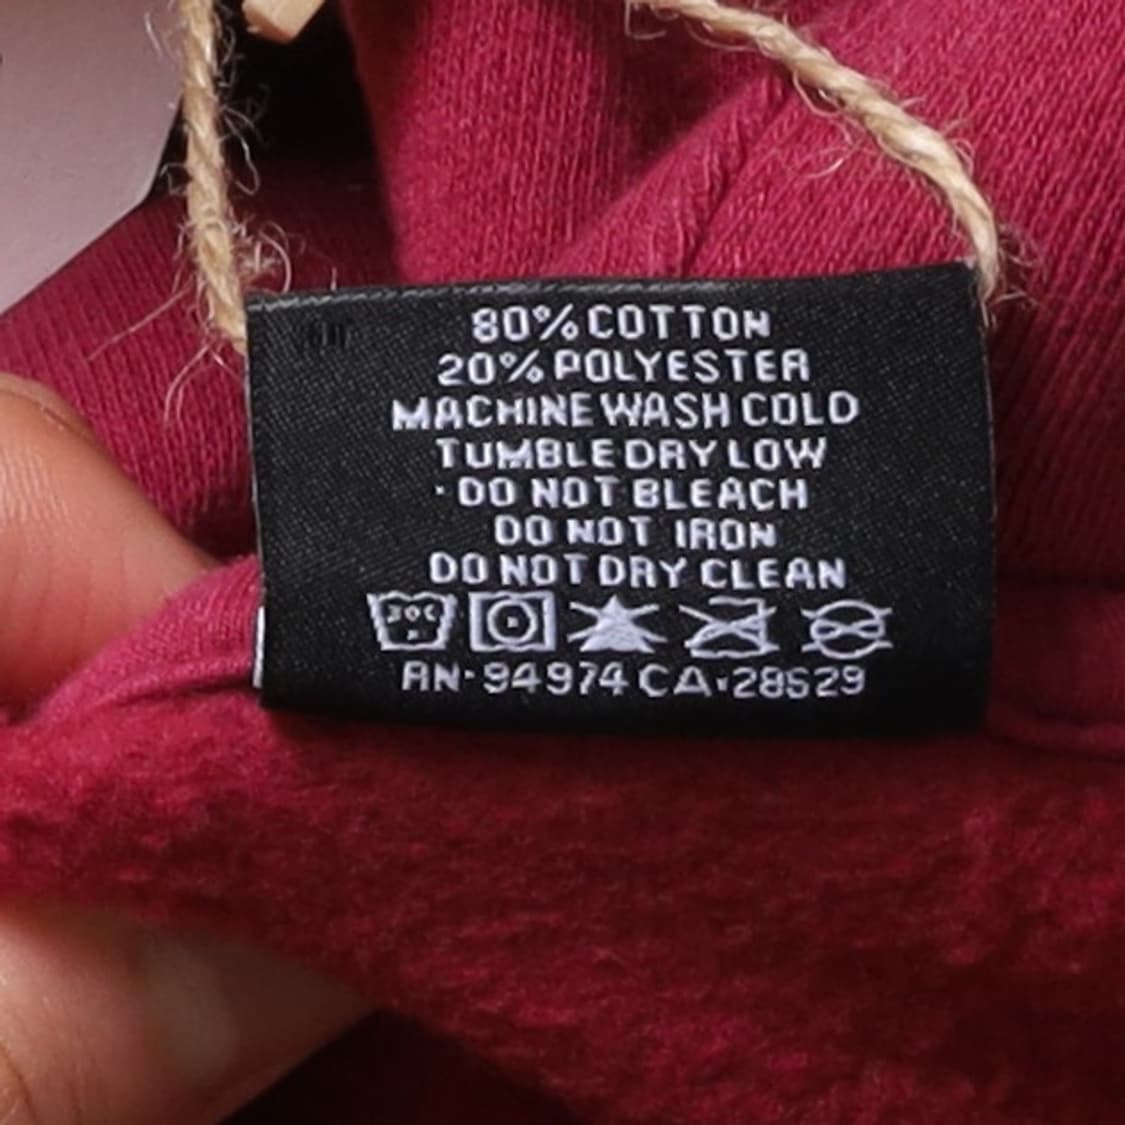 80% COTTON
20% POLYESTER
MACHINE WASH COLD
TUMBLE DRY LOW
· DO NOT BLEACH
DO NOT IRON
DO NOT DRY CLEAN
30C
RN·94974 CA·28529